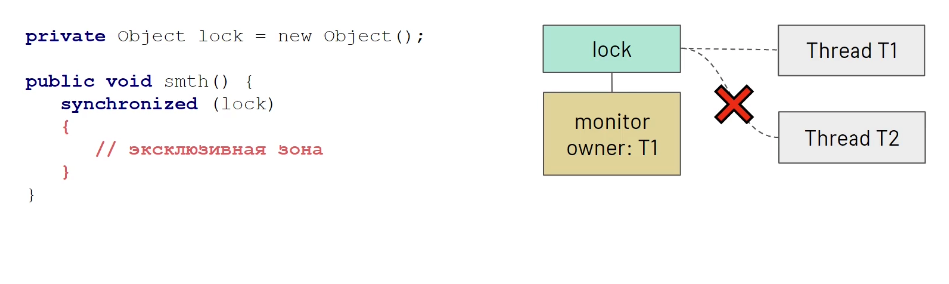 private Object lock = new Object();
public void smth() {
synchronized (lock)
{
// эксклюзивная зона
}
}
lock
monitor
owner: T1
Thread T1
Thread T2